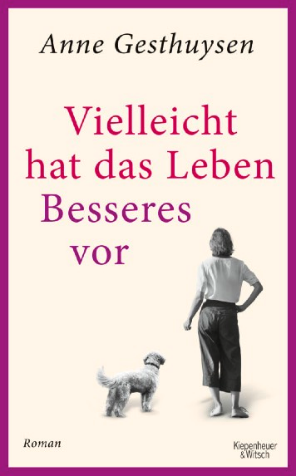 Anne Gesthuysen
Vielleicht
hat das Leben
Besseres
vor
Roman
Kiepenheuer
&Witsch